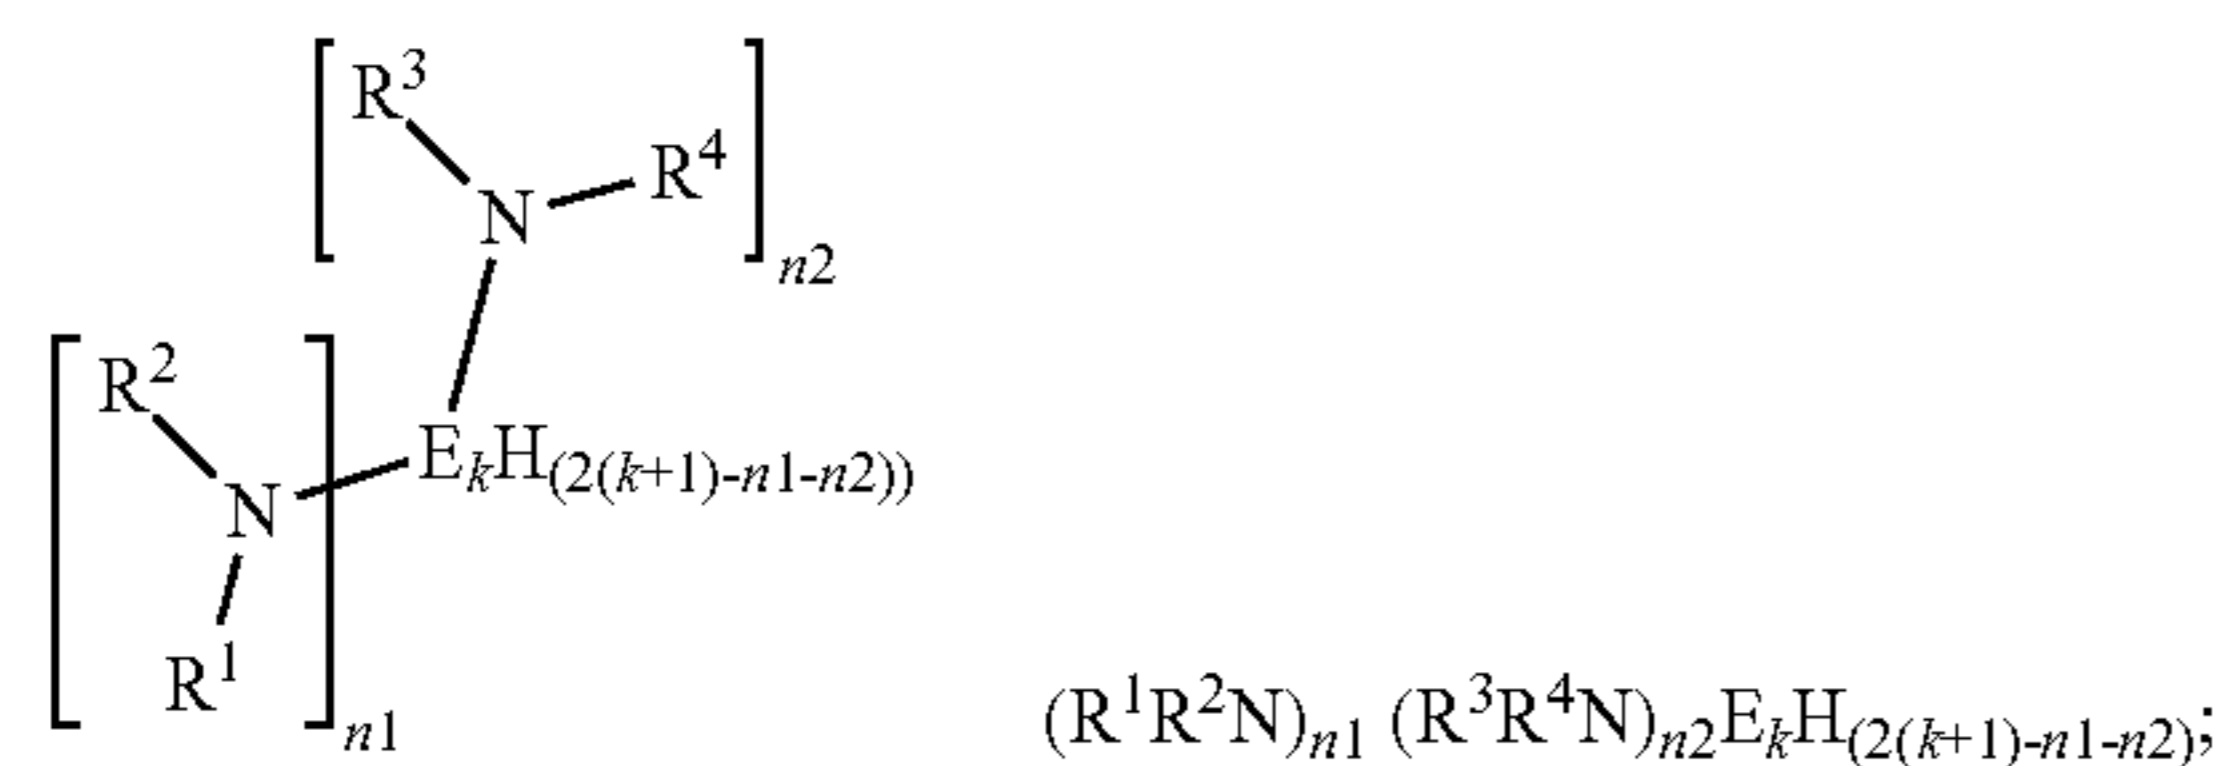 R³
R⁴
N
n2
R²
EₖH₍₂₍ₖ₊₁₎₋ₙ₁₋ₙ₂₎₎
N
R¹
n1
(R¹R²N)ₙ₁ (R³R⁴N)ₙ₂EₖH₍₂₍ₖ₊₁₎₋ₙ₁₋ₙ₂₎;